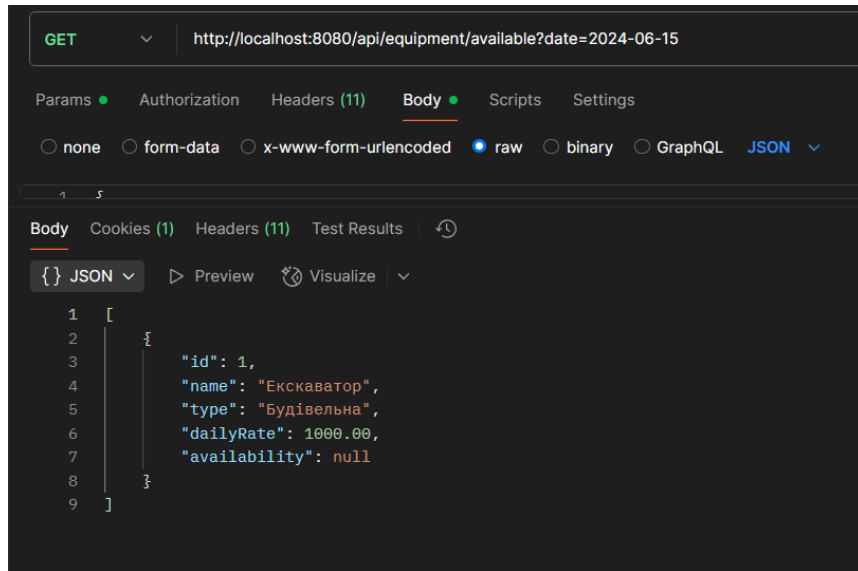 GET http://localhost:8080/api/equipment/available?date=2024-06-15
Params Authorization Headers (11) Body Scripts Settings
none form-data x-www-form-urlencoded raw binary GraphQL JSON
1 {
Body Cookies (1) Headers (11) Test Results
{} JSON Preview Visualize
1 [
2 {
3 "id": 1,
4 "name": "Екскаватор",
5 "type": "Будівельна",
6 "dailyRate": 1000.00,
7 "availability": null
8 }
9 ]